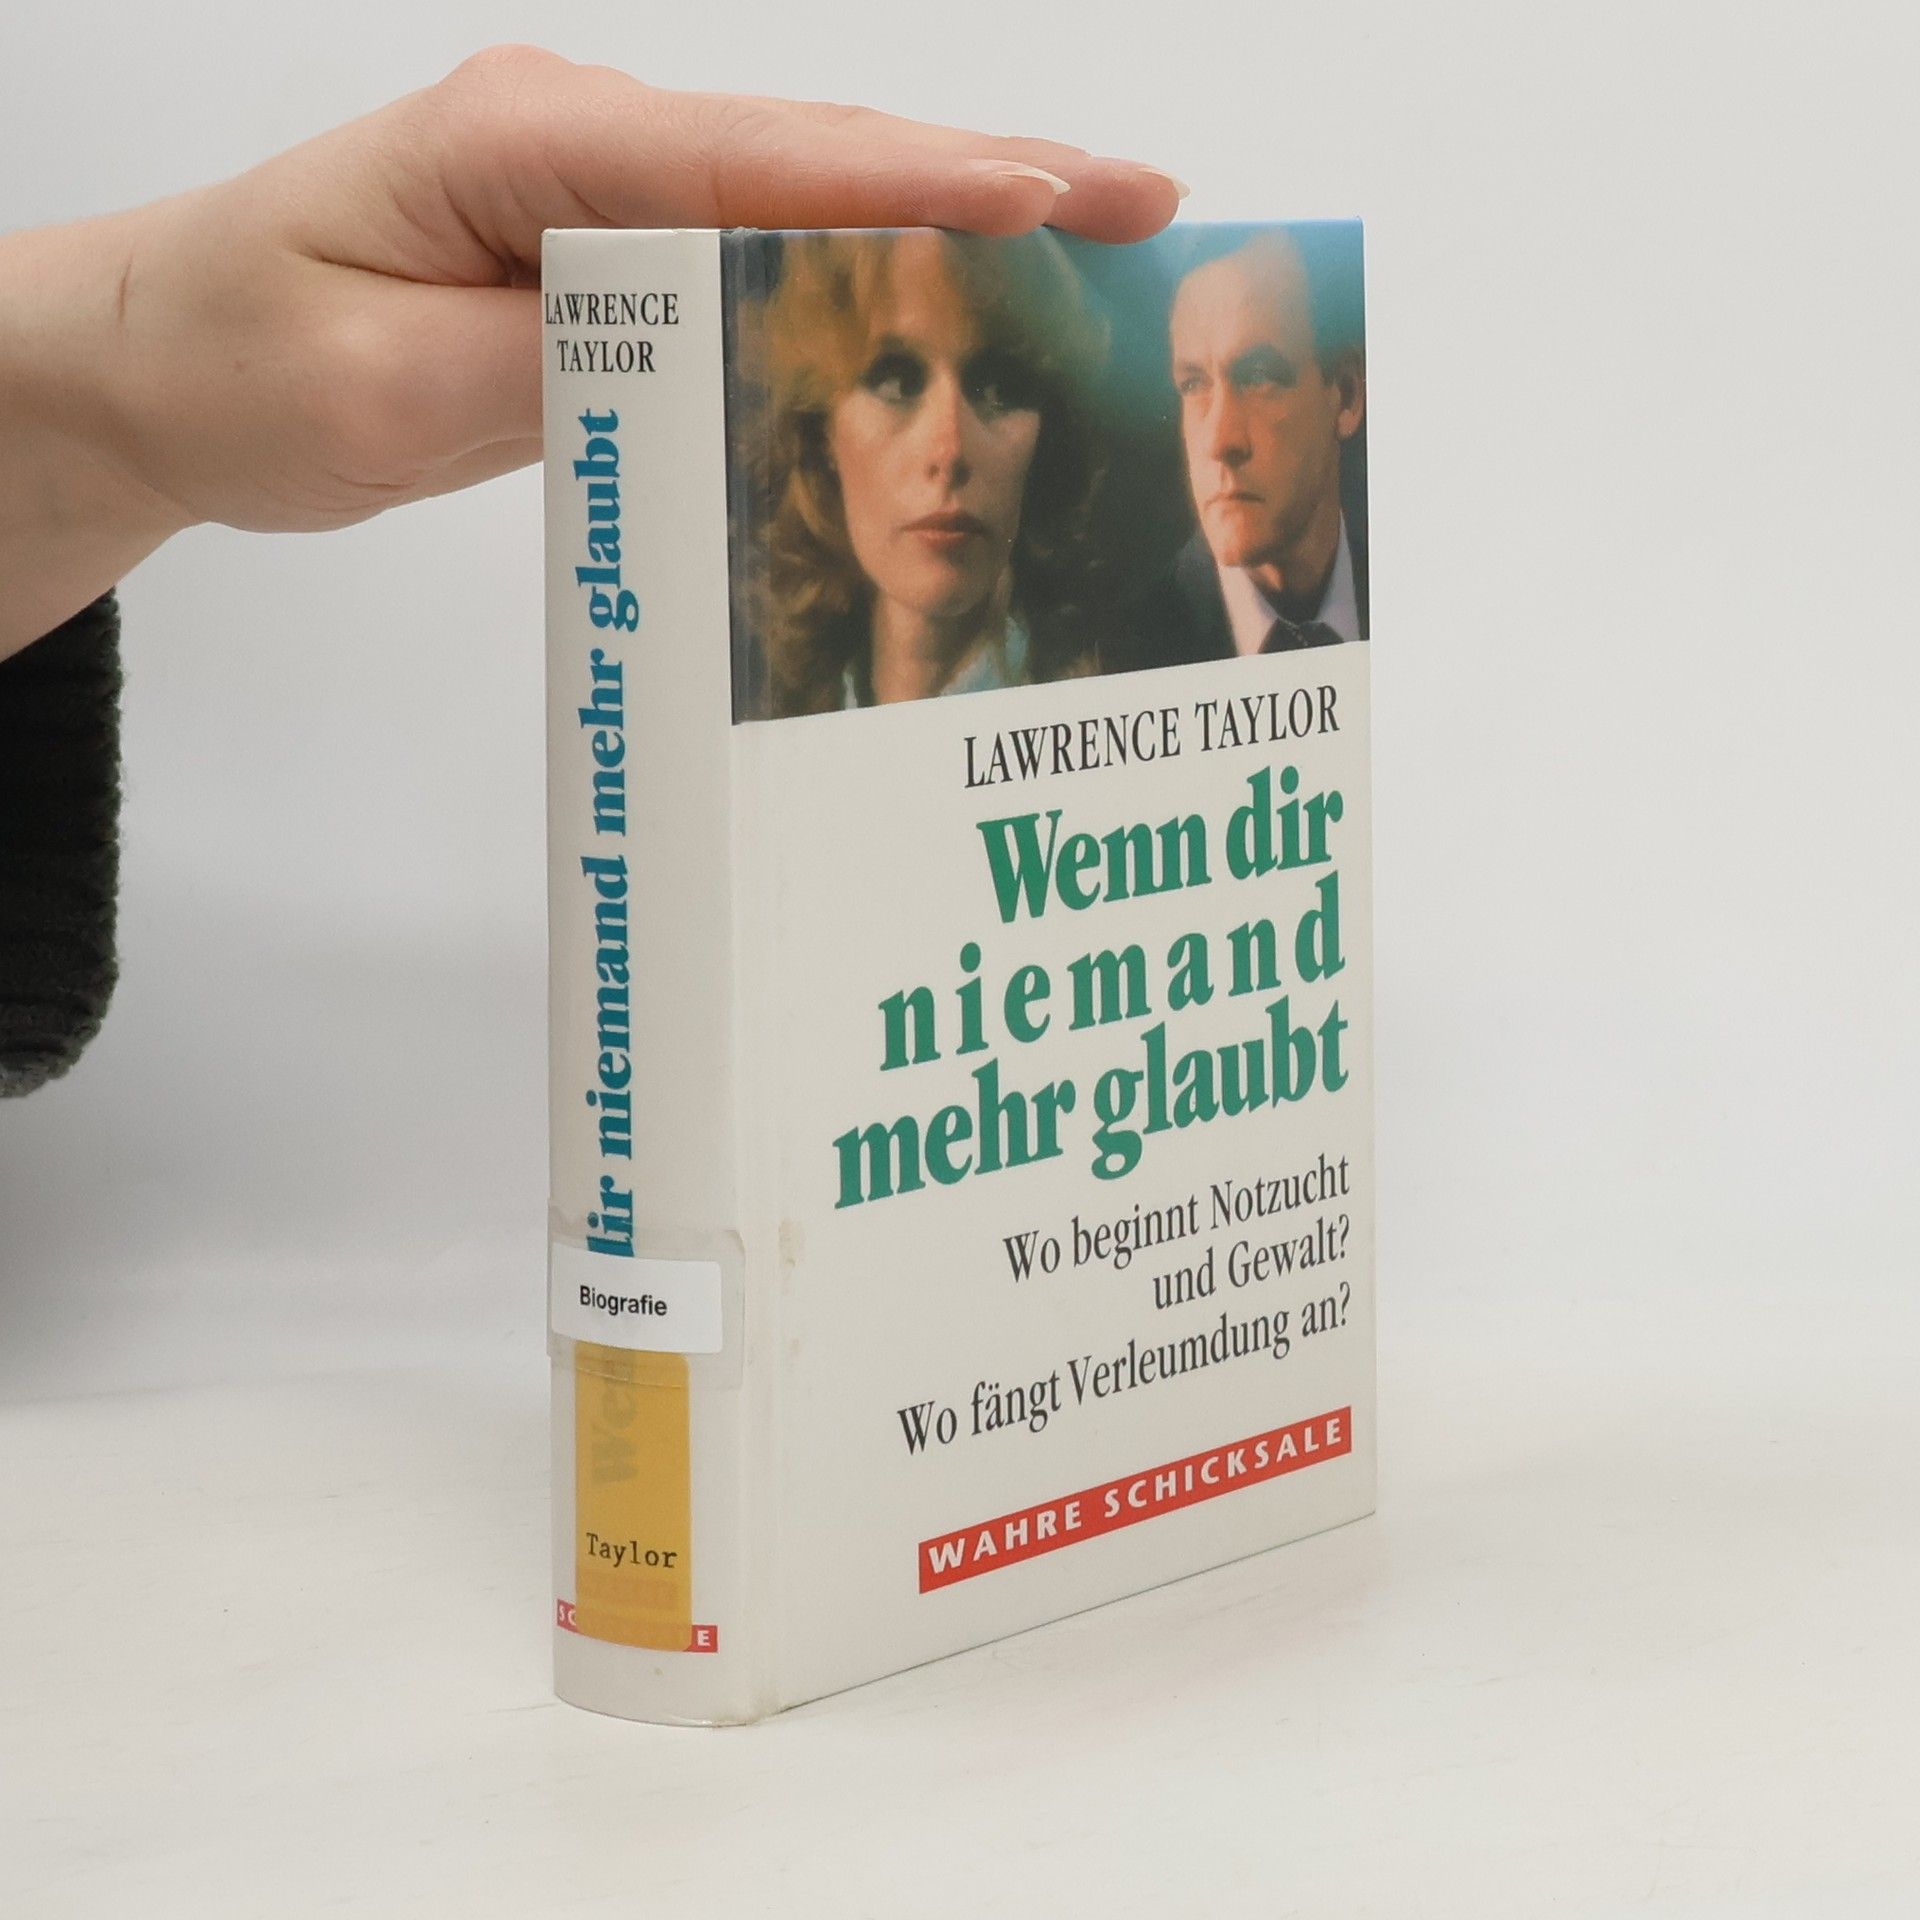 LAWRENCE
TAYLOR
dir niemand mehr glaubt
Biografie
Taylor
LAWRENCE TAYLOR
Wenn dir
niemand
mehr glaubt
Wo beginnt Notzucht
und Gewalt?
Wo fängt Verleumdung an?
WAHRE SCHICKSALE